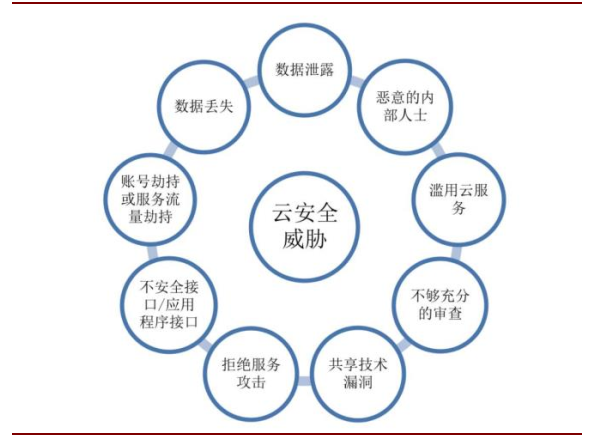 数据泄露
恶意的内
部人士
滥用云服
务
不够充分
的审查
共享技术
漏洞
拒绝服务
攻击
不安全接
口/应用
程序接口
账号劫持
或服务流
量劫持
数据丢失
云安全
威胁